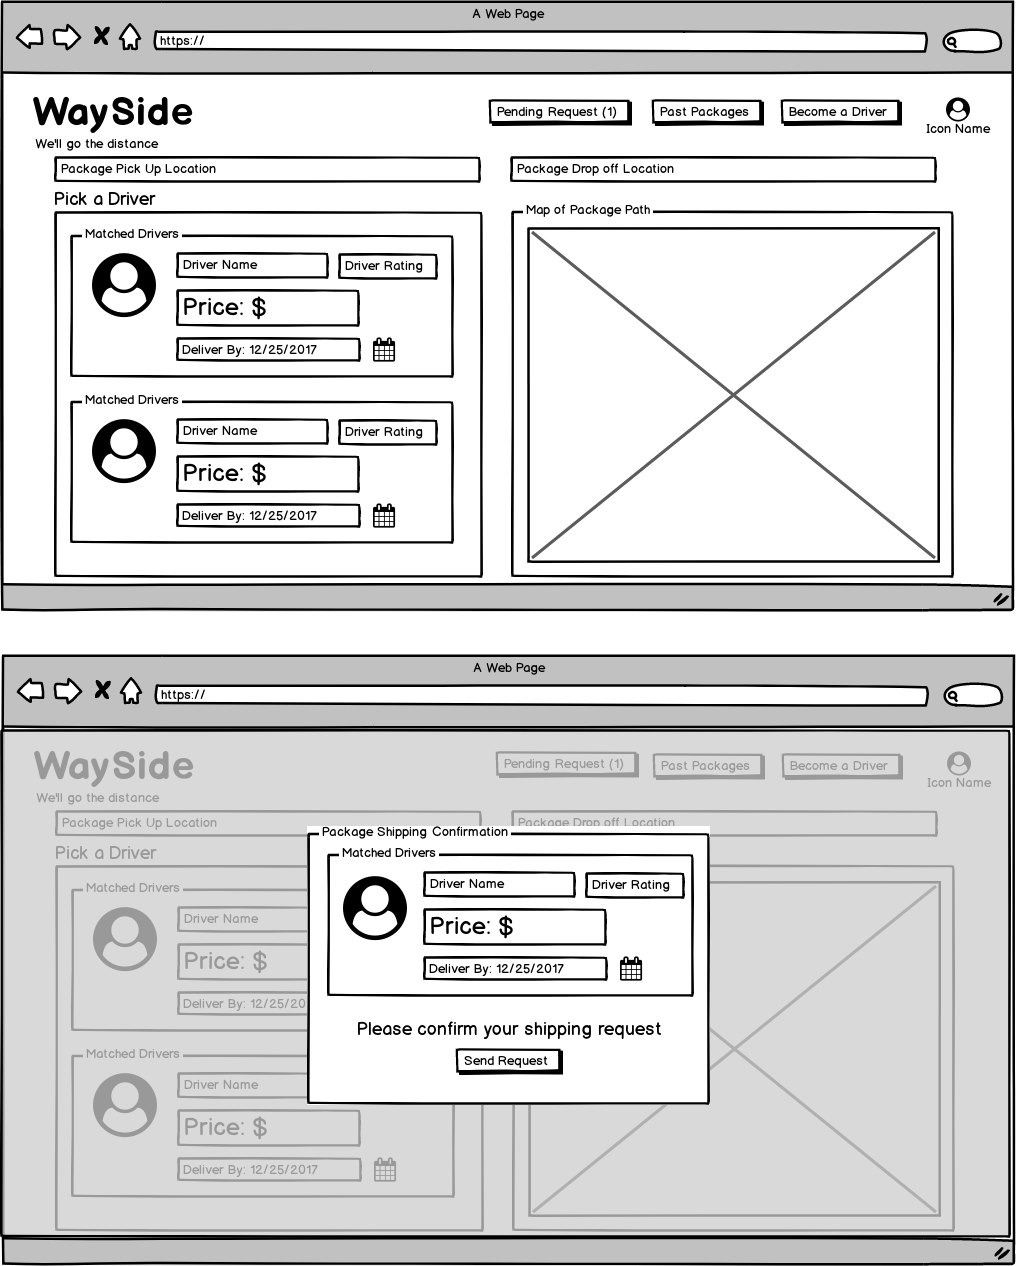 A Web Page
https://
WaySide
We'll go the distance
Pending Request (1)
Past Packages
Become a Driver
Icon Name
Package Pick Up Location
Package Drop off Location
Pick a Driver
Matched Drivers
Driver Name
Driver Rating
Price: $
Deliver By: 12/25/2017
Matched Drivers
Driver Name
Driver Rating
Price: $
Deliver By: 12/25/2017
Map of Package Path
A Web Page
https://
WaySide
We'll go the distance
Pending Request (1)
Past Packages
Become a Driver
Icon Name
Package Pick Up Location
Package Drop off Location
Pick a Driver
Matched Drivers
Driver Name
Price: $
Deliver By: 12/25/20
Matched Drivers
Driver Name
Price: $
Deliver By: 12/25/2017
Package Shipping Confirmation
Matched Drivers
Driver Name
Driver Rating
Price: $
Deliver By: 12/25/2017
Please confirm your shipping request
Send Request